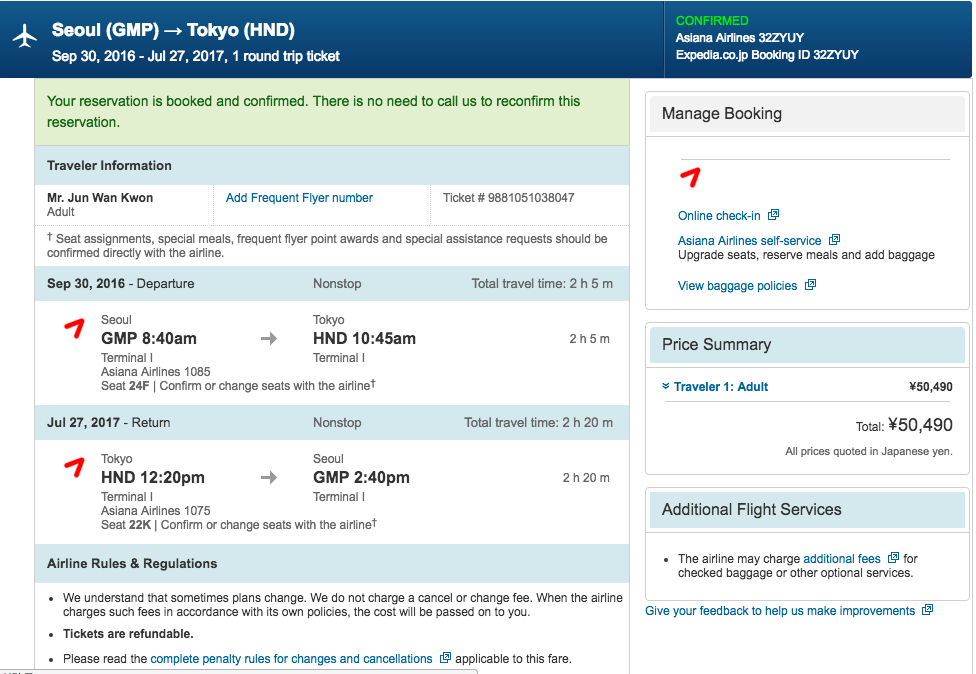 Seoul (GMP) → Tokyo (HND)
Sep 30, 2016 - Jul 27, 2017, 1 round trip ticket
CONFIRMED
Asiana Airlines 32ZYUY
Expedia.co.jp Booking ID 32ZYUY
Your reservation is booked and confirmed. There is no need to call us to reconfirm this
reservation.
Traveler Information
Mr. Jun Wan Kwon
Adult
Add Frequent Flyer number
Ticket # 9881051038047
† Seat assignments, special meals, frequent flyer point awards and special assistance requests should be
confirmed directly with the airline.
Sep 30, 2016 - Departure Nonstop Total travel time: 2 h 5 m
Seoul Tokyo
GMP 8:40am → HND 10:45am 2 h 5 m
Terminal I Terminal I
Asiana Airlines 1085
Seat 24F | Confirm or change seats with the airline†
Jul 27, 2017 - Return Nonstop Total travel time: 2 h 20 m
Tokyo Seoul
HND 12:20pm → GMP 2:40pm 2 h 20 m
Terminal I Terminal I
Asiana Airlines 1075
Seat 22K | Confirm or change seats with the airline†
Airline Rules & Regulations
• We understand that sometimes plans change. We do not charge a cancel or change fee. When the airline
charges such fees in accordance with its own policies, the cost will be passed on to you.
• Tickets are refundable.
• Please read the complete penalty rules for changes and cancellations applicable to this fare.
Manage Booking
Online check-in
Asiana Airlines self-service
Upgrade seats, reserve meals and add baggage
View baggage policies
Price Summary
Traveler 1: Adult ¥50,490
Total: ¥50,490
All prices quoted in Japanese yen.
Additional Flight Services
• The airline may charge additional fees for
checked baggage or other optional services.
Give your feedback to help us make improvements